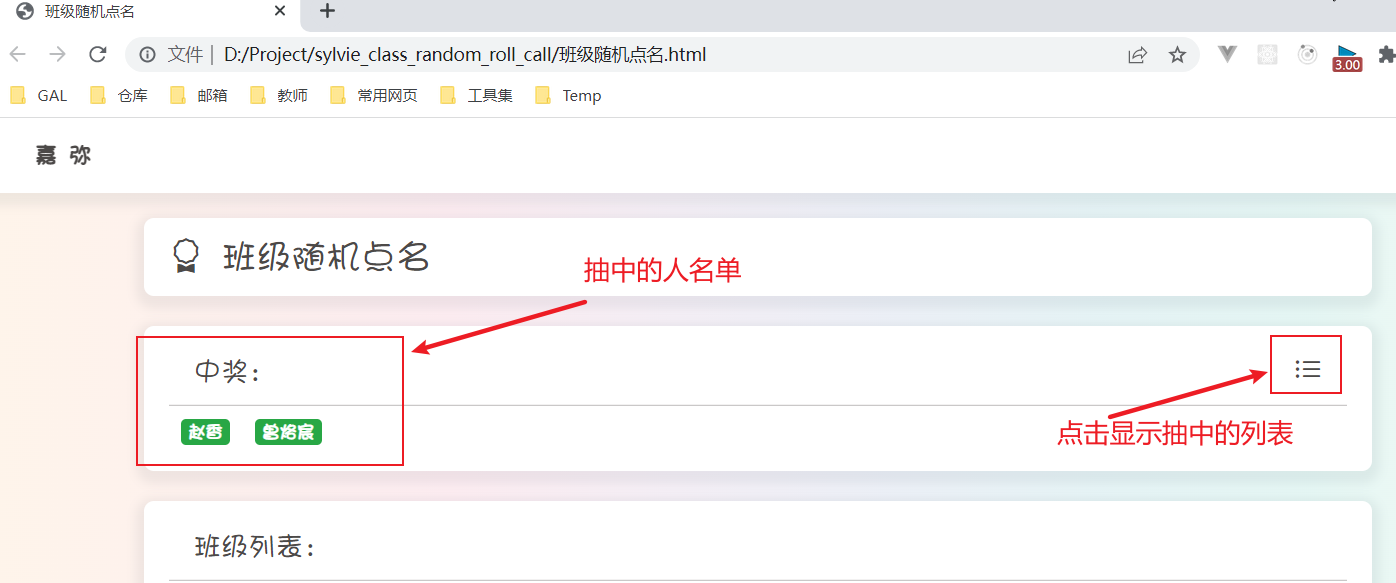 班级随机点名
文件 | D:/Project/sylvie_class_random_roll_call/班级随机点名.html
3.00
GAL 仓库 邮箱 教师 常用网页 工具集 Temp
嘉 弥
班级随机点名
抽中的人名单
中奖:
赵香 曾烙宸
点击显示抽中的列表
班级列表: